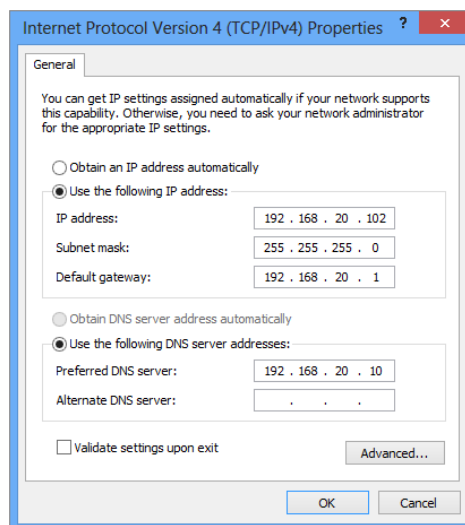 Internet Protocol Version 4 (TCP/IPv4) Properties ? x
General
You can get IP settings assigned automatically if your network supports
this capability. Otherwise, you need to ask your network administrator
for the appropriate IP settings.
Obtain an IP address automatically
Use the following IP address:
IP address: 192 . 168 . 20 . 102
Subnet mask: 255 . 255 . 255 . 0
Default gateway: 192 . 168 . 20 . 1
Obtain DNS server address automatically
Use the following DNS server addresses:
Preferred DNS server: 192 . 168 . 20 . 10
Alternate DNS server: . . .
Validate settings upon exit
Advanced...
OK Cancel